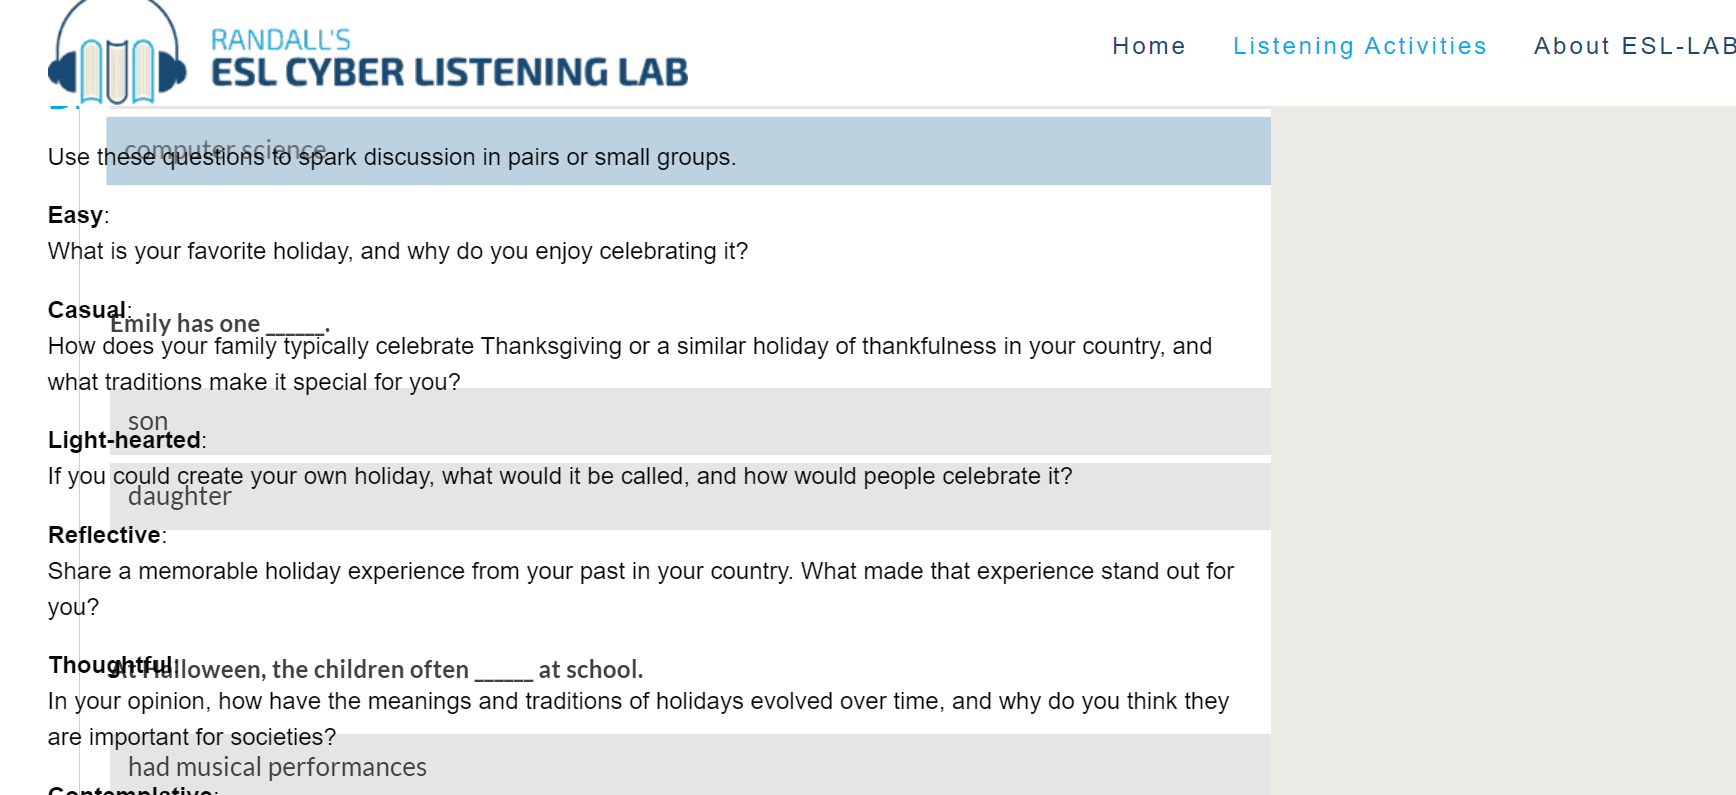 RANDALL'S
ESL CYBER LISTENING LAB
Home
Listening Activities
About ESL-LAB
computer science
Use these questions to spark discussion in pairs or small groups.
Easy:
What is your favorite holiday, and why do you enjoy celebrating it?
Casual:
Emily has one ______.
How does your family typically celebrate Thanksgiving or a similar holiday of thankfulness in your country, and
what traditions make it special for you?
son
Light-hearted:
If you could create your own holiday, what would it be called, and how would people celebrate it?
daughter
Reflective:
Share a memorable holiday experience from your past in your country. What made that experience stand out for
you?
Thoughtful:
At Halloween, the children often ______ at school.
In your opinion, how have the meanings and traditions of holidays evolved over time, and why do you think they
are important for societies?
had musical performances
Contemplative: